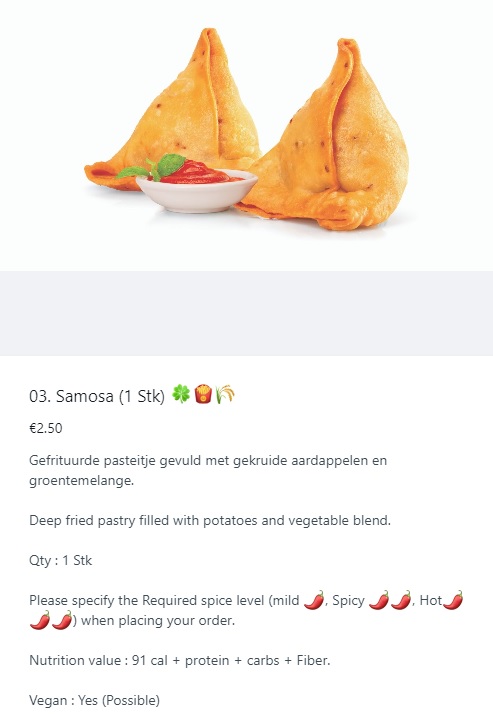 03. Samosa (1 Stk) 🍀🍟🌾
€2.50
Gefrituurde pasteitje gevuld met gekruide aardappelen en
groentemelange.
Deep fried pastry filled with potatoes and vegetable blend.
Qty : 1 Stk
Please specify the Required spice level (mild 🌶️, Spicy 🌶️🌶️, Hot🌶️
🌶️🌶️) when placing your order.
Nutrition value : 91 cal + protein + carbs + Fiber.
Vegan : Yes (Possible)